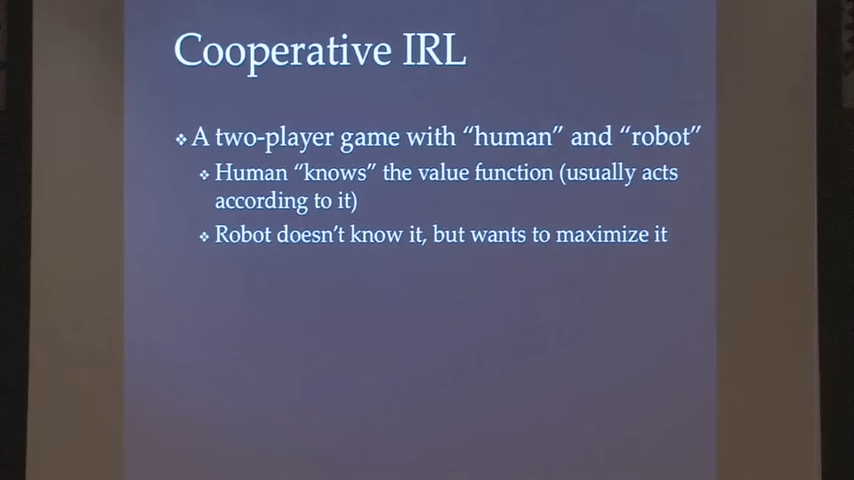 Cooperative IRL
❖ A two-player game with “human” and “robot”
❖ Human “knows” the value function (usually acts
according to it)
❖ Robot doesn’t know it, but wants to maximize it